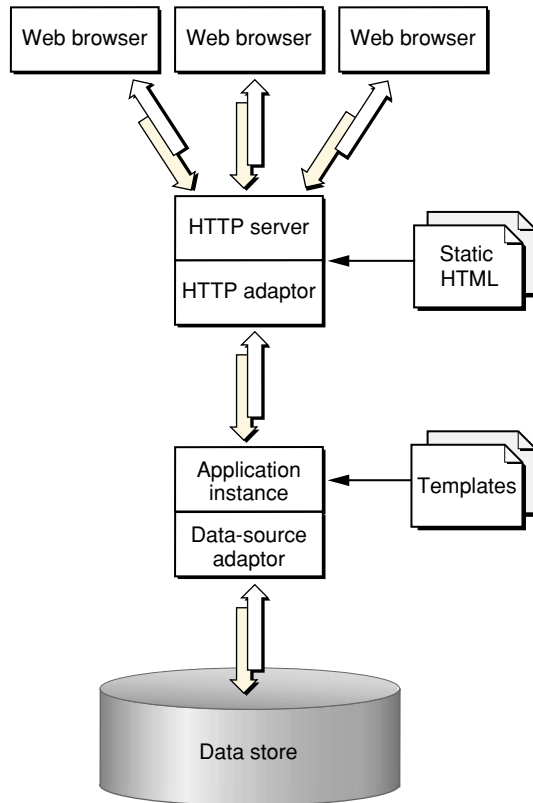 Web browser
Web browser
Web browser
HTTP server
HTTP adaptor
Static
HTML
Application
instance
Data-source
adaptor
Templates
Data store